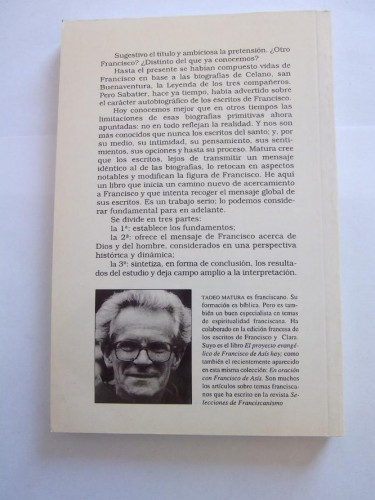 Sugestivo el título y ambiciosa la pretensión. ¿Otro
Francisco? ¿Distinto del que ya conocemos?
Hasta el presente se habían compuesto vidas de
Francisco en base a las biografías de Celano, san
Buenaventura, la Leyenda de los tres compañeros.
Pero Sabatier, hace ya tiempo, había advertido sobre
el carácter autobiográfico de los escritos de Francisco.
Hoy conocemos mejor que en otros tiempos las
limitaciones de esas biografías primitivas ahora
apuntadas: no en todo reflejan la realidad. Y nos son
más conocidos que nunca los escritos del santo; y, por
su medio, su intimidad, su pensamiento, sus senti-
mientos, sus opciones y hasta su proceso. Matura cree
que los escritos, lejos de transmitir un mensaje
idéntico al de las biografías, lo retocan en aspectos
notables y modifican la figura de Francisco. He aquí
un libro que inicia un camino nuevo de acercamiento
a Francisco y que intenta recoger el mensaje global de
sus escritos. Es un trabajo serio; lo podemos conside-
rar fundamental para en adelante.
Se divide en tres partes:
la 1ª: establece los fundamentos;
la 2ª: ofrece el mensaje de Francisco acerca de
Dios y del hombre, considerados en una perspectiva
histórica y dinámica;
la 3ª: sintetiza, en forma de conclusión, los resulta-
dos del estudio y deja campo amplio a la interpretación.
TADEO MATURA es franciscano. Su
formación es bíblica. Pero es tam-
bién un buen especialista en temas
de espiritualidad franciscana. Ha
colaborado en la edición francesa de
los escritos de Francisco y Clara.
Suyo es el libro El proyecto evangé-
lico de Francisco de Asís hoy; como
también el recientemente aparecido
en esta misma colección: En oración
con Francisco de Asís. Son muchos
los artículos sobre temas francisca-
nos que ha escrito en la revista Se-
lecciones de Franciscanismo